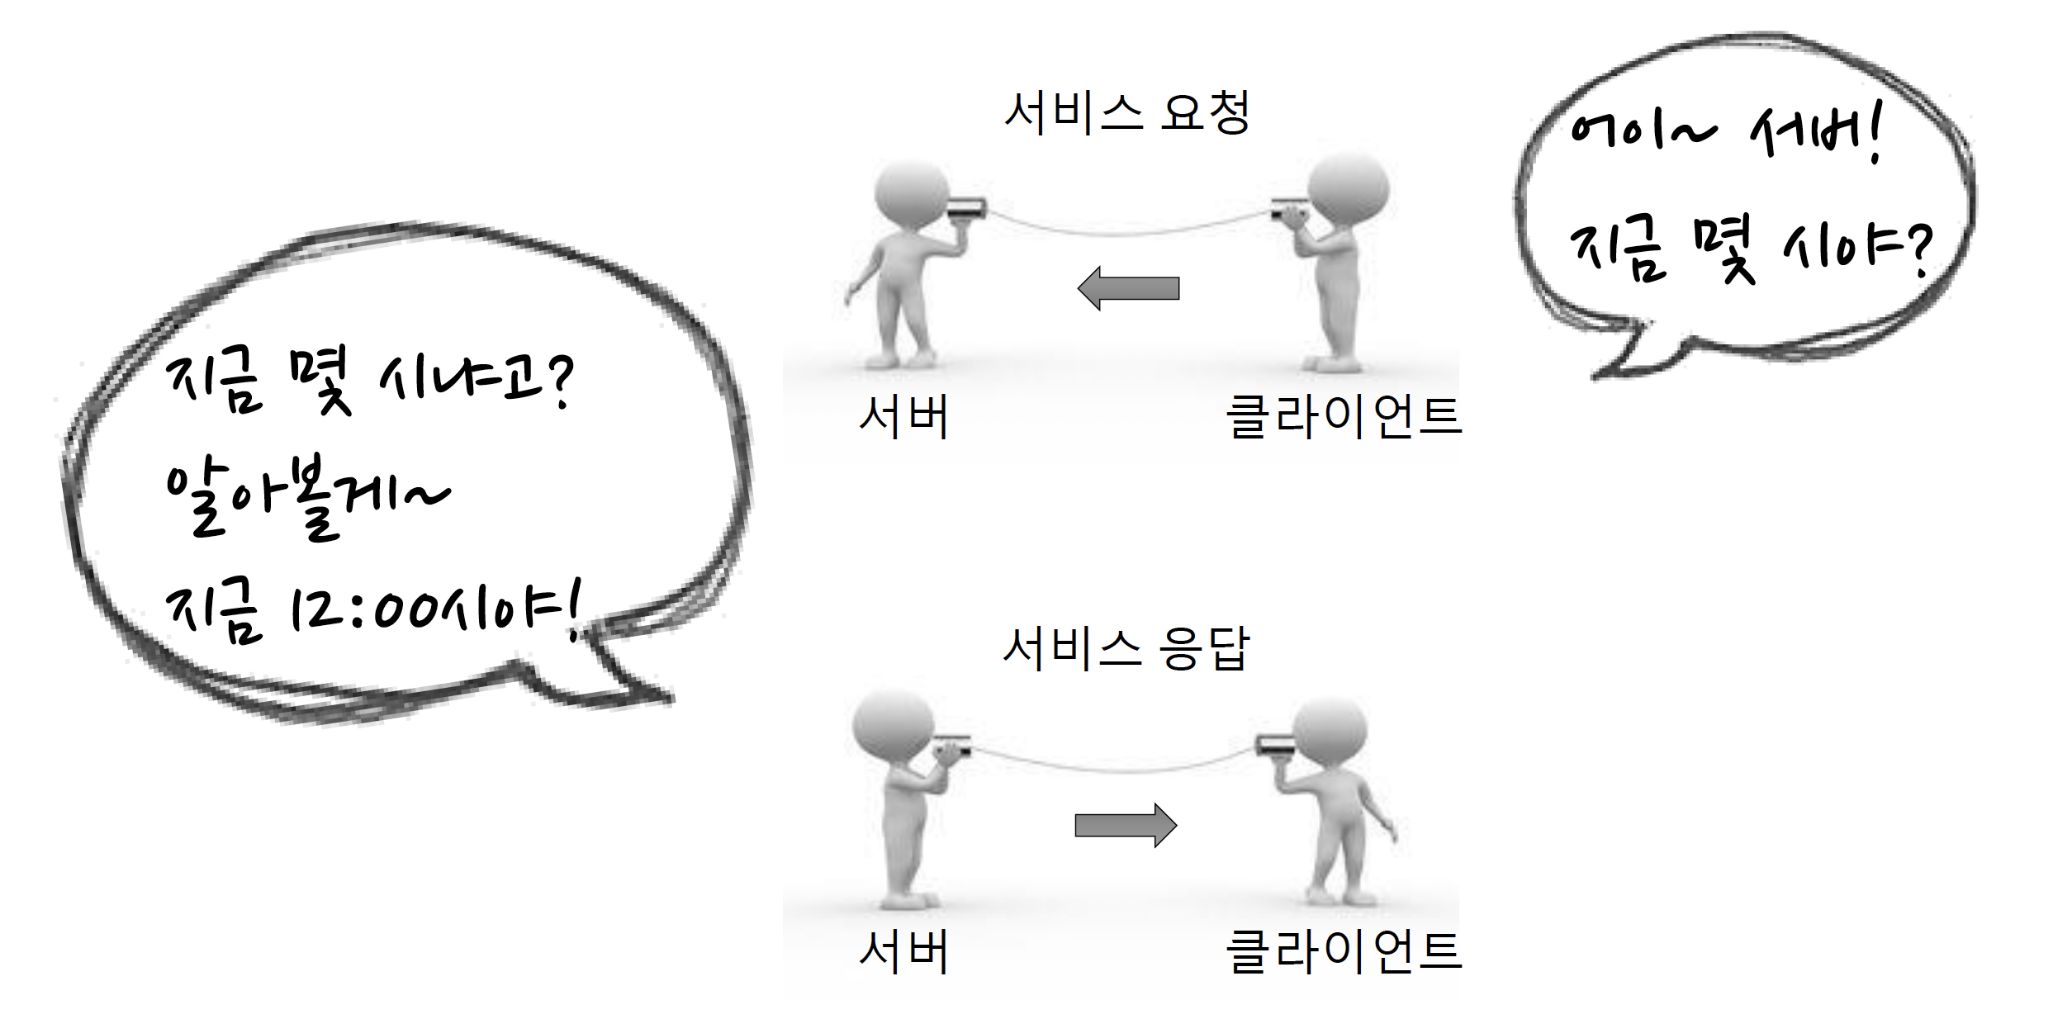 서비스 요청
어이~ 서버!
지금 몇 시야?
서버
클라이언트
지금 몇 시냐고?
알아볼게~
지금 12:00시야!
서비스 응답
서버
클라이언트